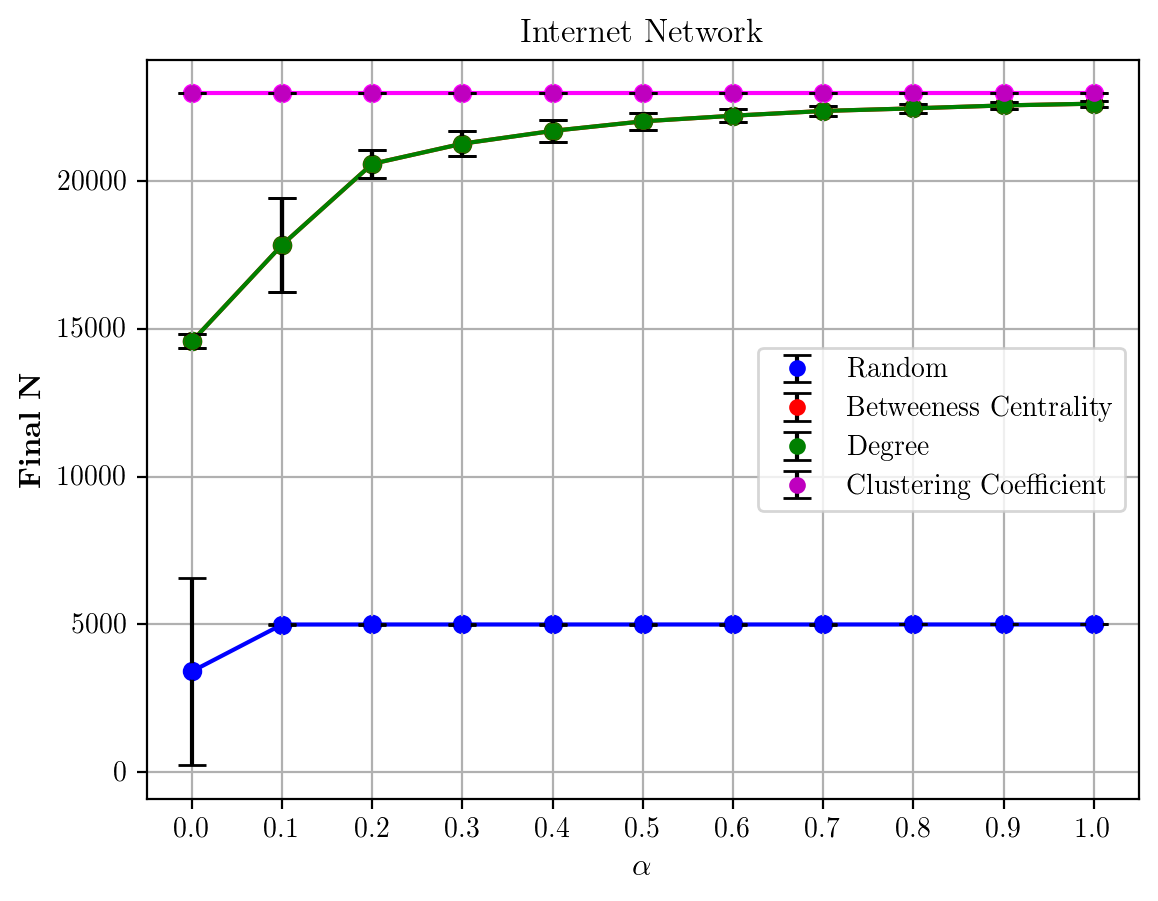 Internet Network
Final N
20000
15000
10000
5000
0
Random
Betweeness Centrality
Degree
Clustering Coefficient
0.0 0.1 0.2 0.3 0.4 0.5 0.6 0.7 0.8 0.9 1.0
α